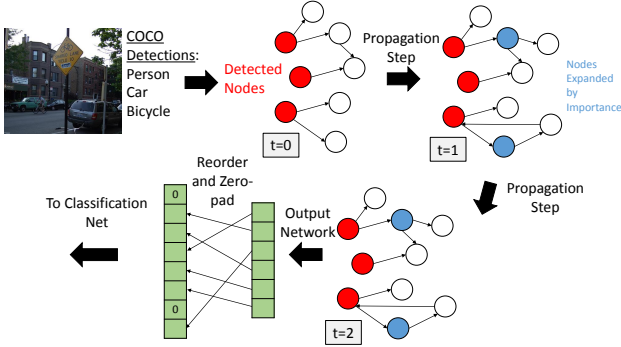 COCO
Detections:
Person
Car
Bicycle
Detected
Nodes
t=0
Propagation
Step
t=1
Nodes
Expanded
by
Importance
Propagation
Step
t=2
Output
Network
Reorder
and Zero-
pad
0
0
To Classification
Net